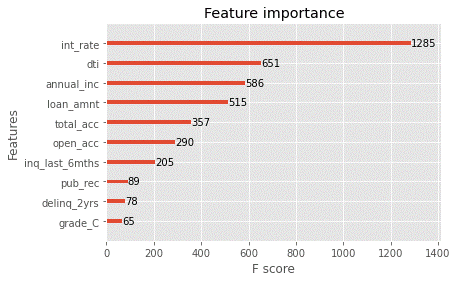 Feature importance
Features
int_rate 1285
dti 651
annual_inc 586
loan_amnt 515
total_acc 357
open_acc 290
inq_last_6mths 205
pub_rec 89
delinq_2yrs 78
grade_C 65
0 200 400 600 800 1000 1200 1400
F score